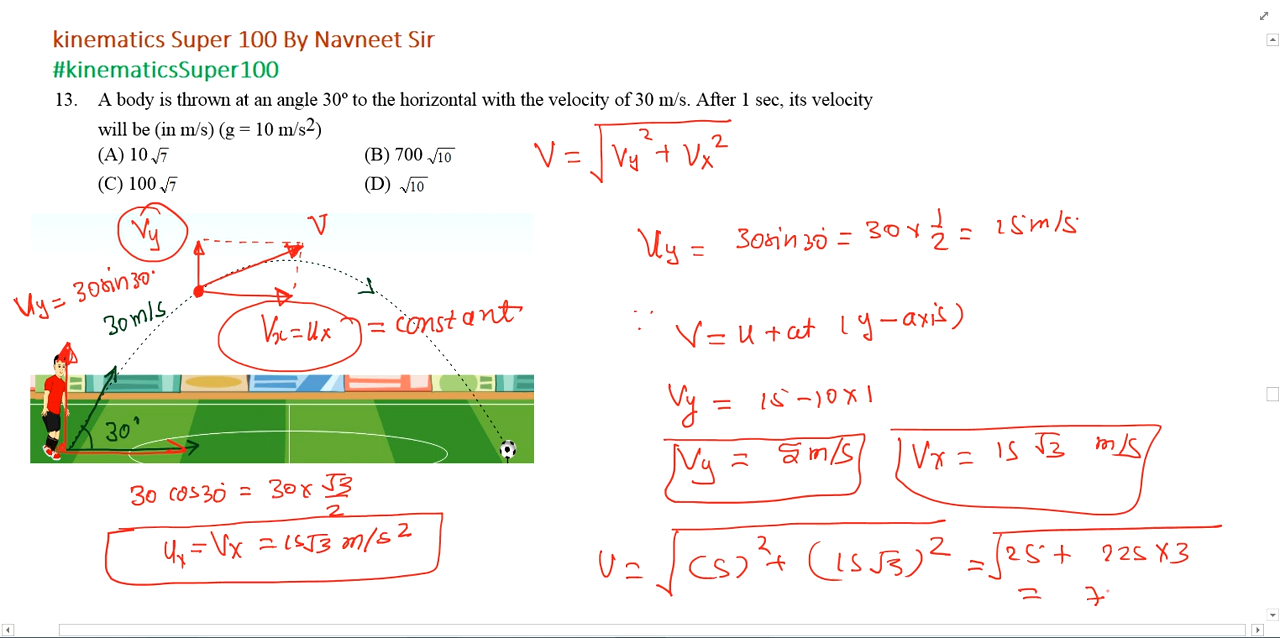 kinematics Super 100 By Navneet Sir
#kinematicsSuper100
13. A body is thrown at an angle 30º to the horizontal with the velocity of 30 m/s. After 1 sec, its velocity
will be (in m/s) (g = 10 m/s2)
(A) 10√7 (B) 700√10
(C) 100√7 (D) √10
V = √Vy² + Vx²
Vy
V
Uy = 30sin30°
30m/s
Vx = Ux = constant
30°
30 cos30 = 30 × √3/2
Ux = Vx = 15√3 m/s²
Uy = 30sin30 = 30 × 1/2 = 15m/s
∵ V = u + at (y-axis)
Vy = 15 - 10 × 1
Vy = 5 m/s
Vx = 15 √3 m/s
V = √(5)² + (15√3)² = √25 + 225 × 3
= 7